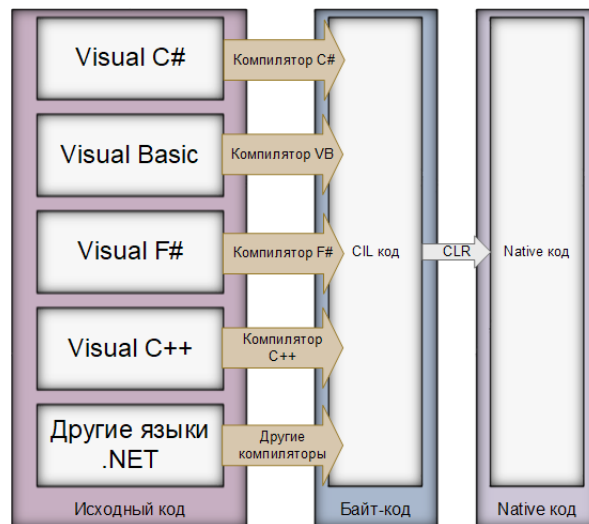 Visual C#
Компилятор C#
Visual Basic
Компилятор VB
Visual F#
Компилятор F#
CIL код
CLR
Native код
Visual C++
Компилятор
C++
Другие языки
.NET
Другие
компиляторы
Исходный код
Байт-код
Native код